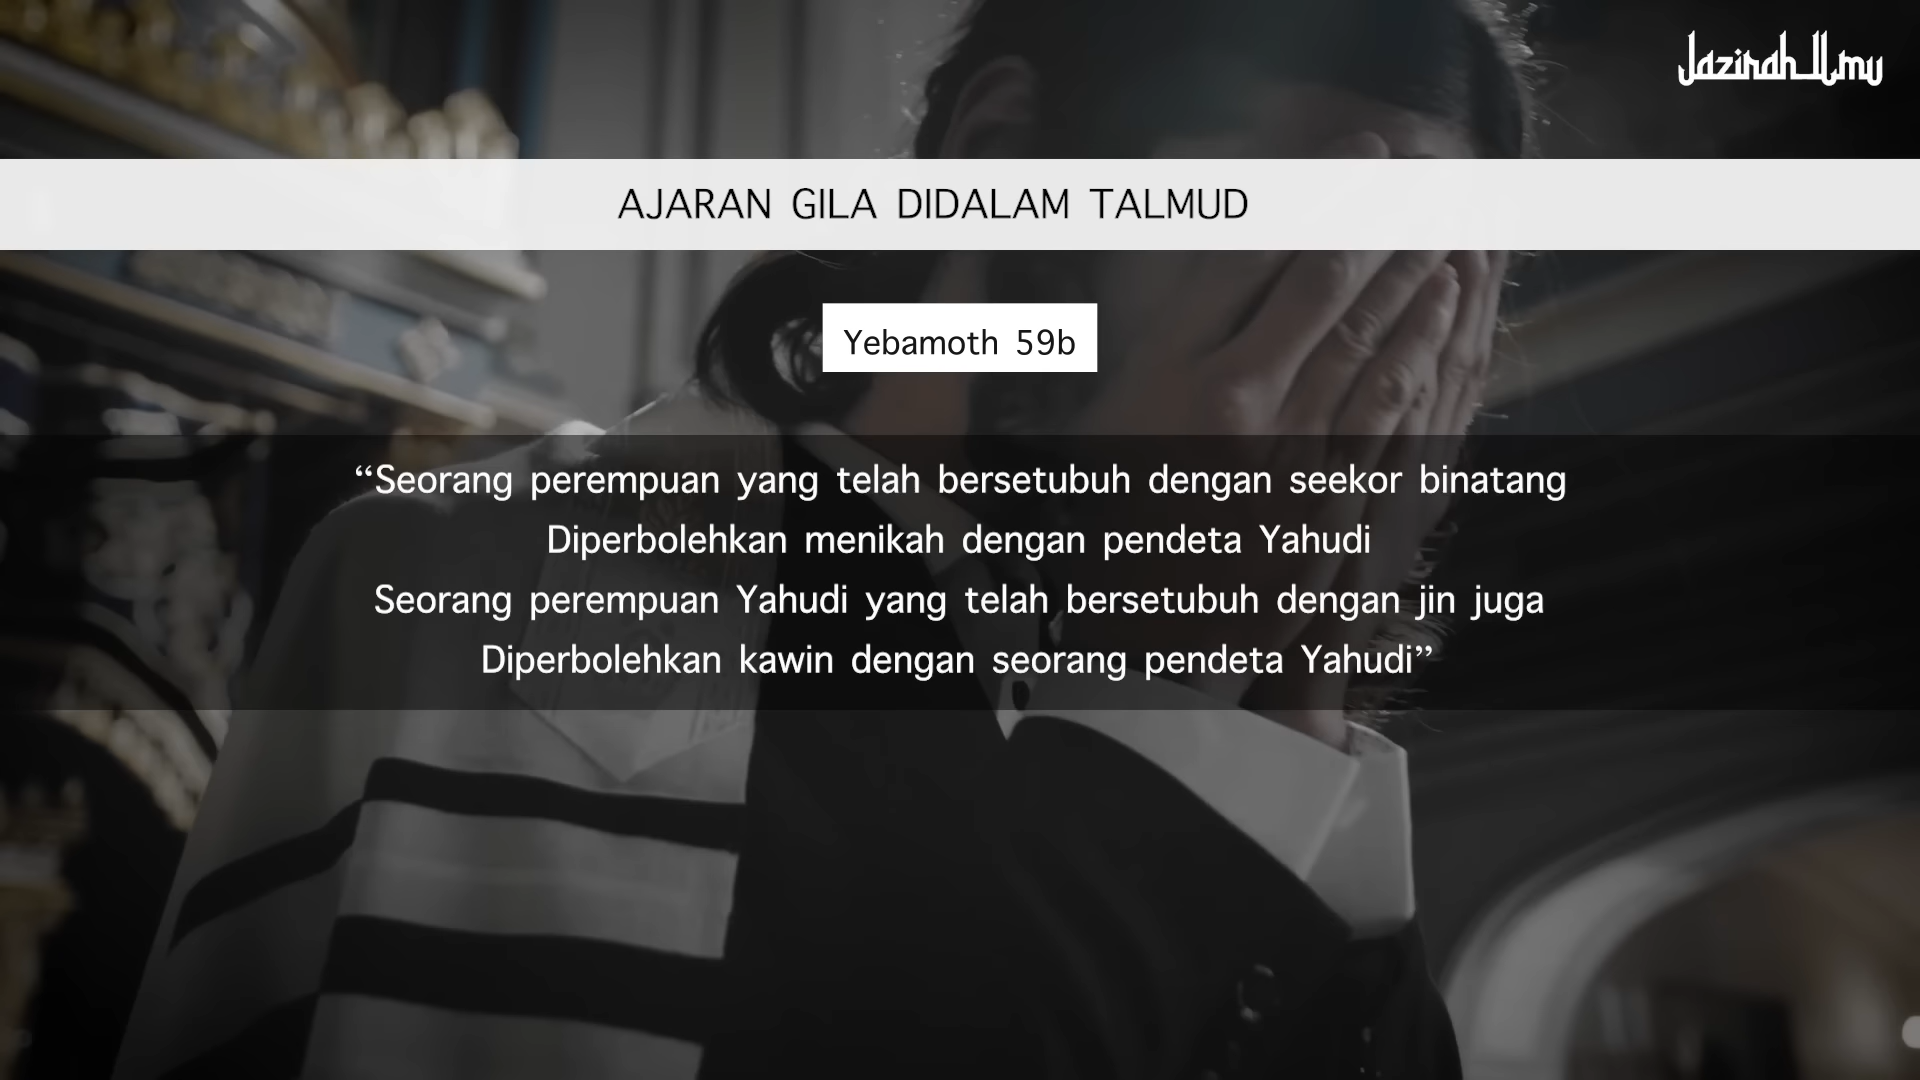 Jazirah Ilmu
AJARAN GILA DIDALAM TALMUD
Yebamoth 59b
“Seorang perempuan yang telah bersetubuh dengan seekor binatang
Diperbolehkan menikah dengan pendeta Yahudi
Seorang perempuan Yahudi yang telah bersetubuh dengan jin juga
Diperbolehkan kawin dengan seorang pendeta Yahudi”